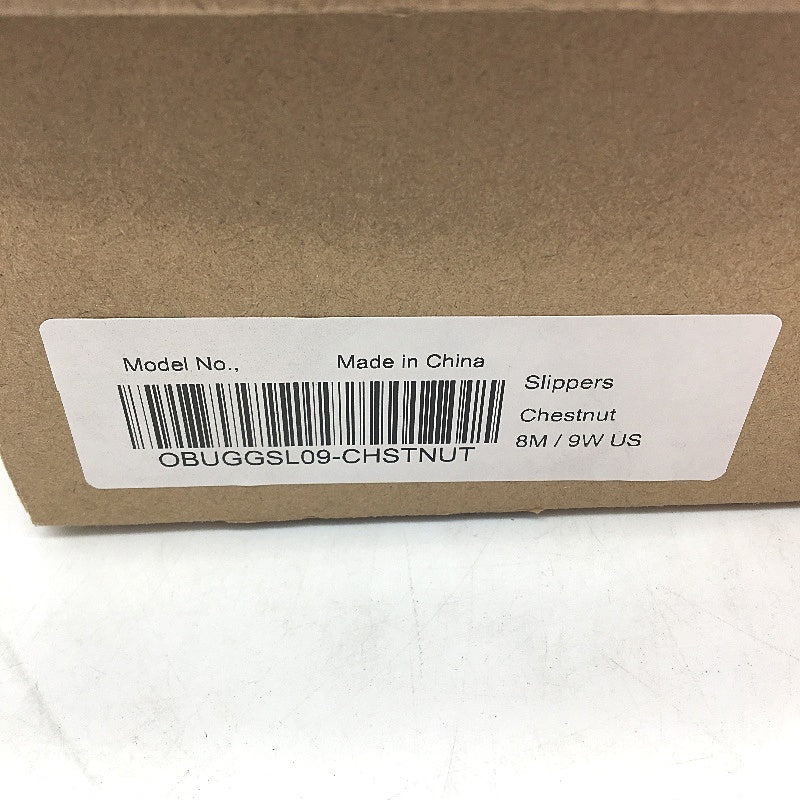 Model No., Made in China
OBUGGSL09-CHSTNUT
Slippers
Chestnut
8M / 9W US